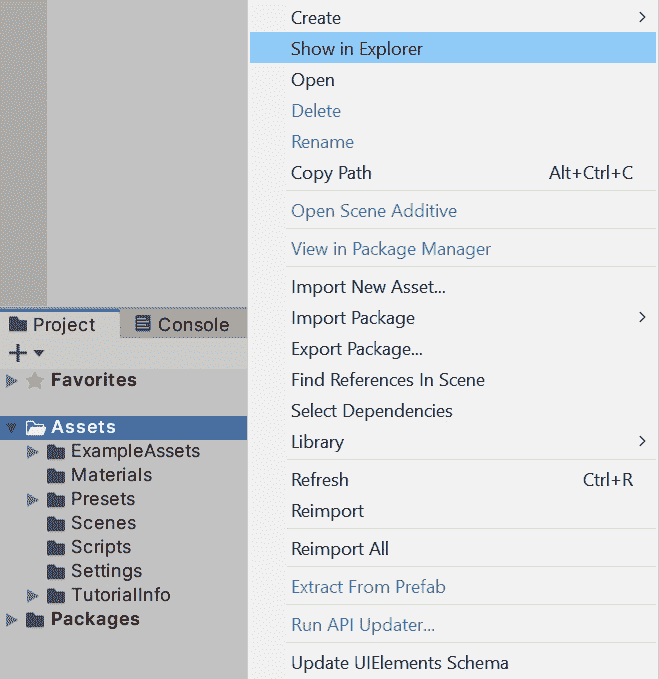 Create
Show in Explorer
Open
Delete
Rename
Copy Path Alt+Ctrl+C
Open Scene Additive
View in Package Manager
Import New Asset...
Import Package
Export Package...
Find References In Scene
Select Dependencies
Library
Refresh Ctrl+R
Reimport
Reimport All
Extract From Prefab
Run API Updater...
Update UIElements Schema
Project Console
Favorites
Assets
ExampleAssets
Materials
Presets
Scenes
Scripts
Settings
TutorialInfo
Packages